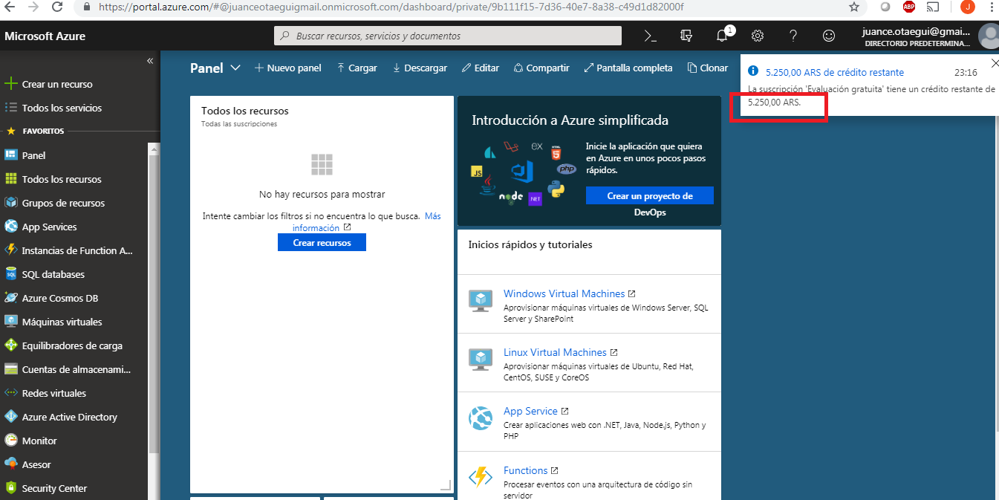 https://portal.azure.com/#@juanceotaeguigmail.onmicrosoft.com/dashboard/private/9b111f15-7d36-40e7-8a38-c49d1d82000f
ABP
J
Microsoft Azure
Buscar recursos, servicios y documentos
1
juance.otaegui@gmai...
DIRECTORIO PREDETERMINA...
Crear un recurso
Todos los servicios
FAVORITOS
Panel
Todos los recursos
Grupos de recursos
App Services
Instancias de Function A...
SQL databases
Azure Cosmos DB
Máquinas virtuales
Equilibradores de carga
Cuentas de almacenami...
Redes virtuales
Azure Active Directory
Monitor
Asesor
Security Center
Panel
Nuevo panel
Cargar
Descargar
Editar
Compartir
Pantalla completa
Clonar
Todos los recursos
Todas las suscripciones
No hay recursos para mostrar
Intente cambiar los filtros si no encuentra lo que busca. Más
información
Crear recursos
Introducción a Azure simplificada
Inicie la aplicación que quiera
en Azure en unos pocos pasos
rápidos.
Crear un proyecto de
DevOps
JS
EX
HTML
5
php
node
.NET
Inicios rápidos y tutoriales
Windows Virtual Machines
Aprovisionar máquinas virtuales de Windows Server, SQL
Server y SharePoint
Linux Virtual Machines
Aprovisionar máquinas virtuales de Ubuntu, Red Hat,
CentOS, SUSE y CoreOS
App Service
Crear aplicaciones web con .NET, Java, Node.js, Python y
PHP
Functions
Procesar eventos con una arquitectura de código sin
servidor
5.250,00 ARS de crédito restante
23:16
La suscripción 'Evaluación gratuita' tiene un crédito restante de
5.250,00 ARS.